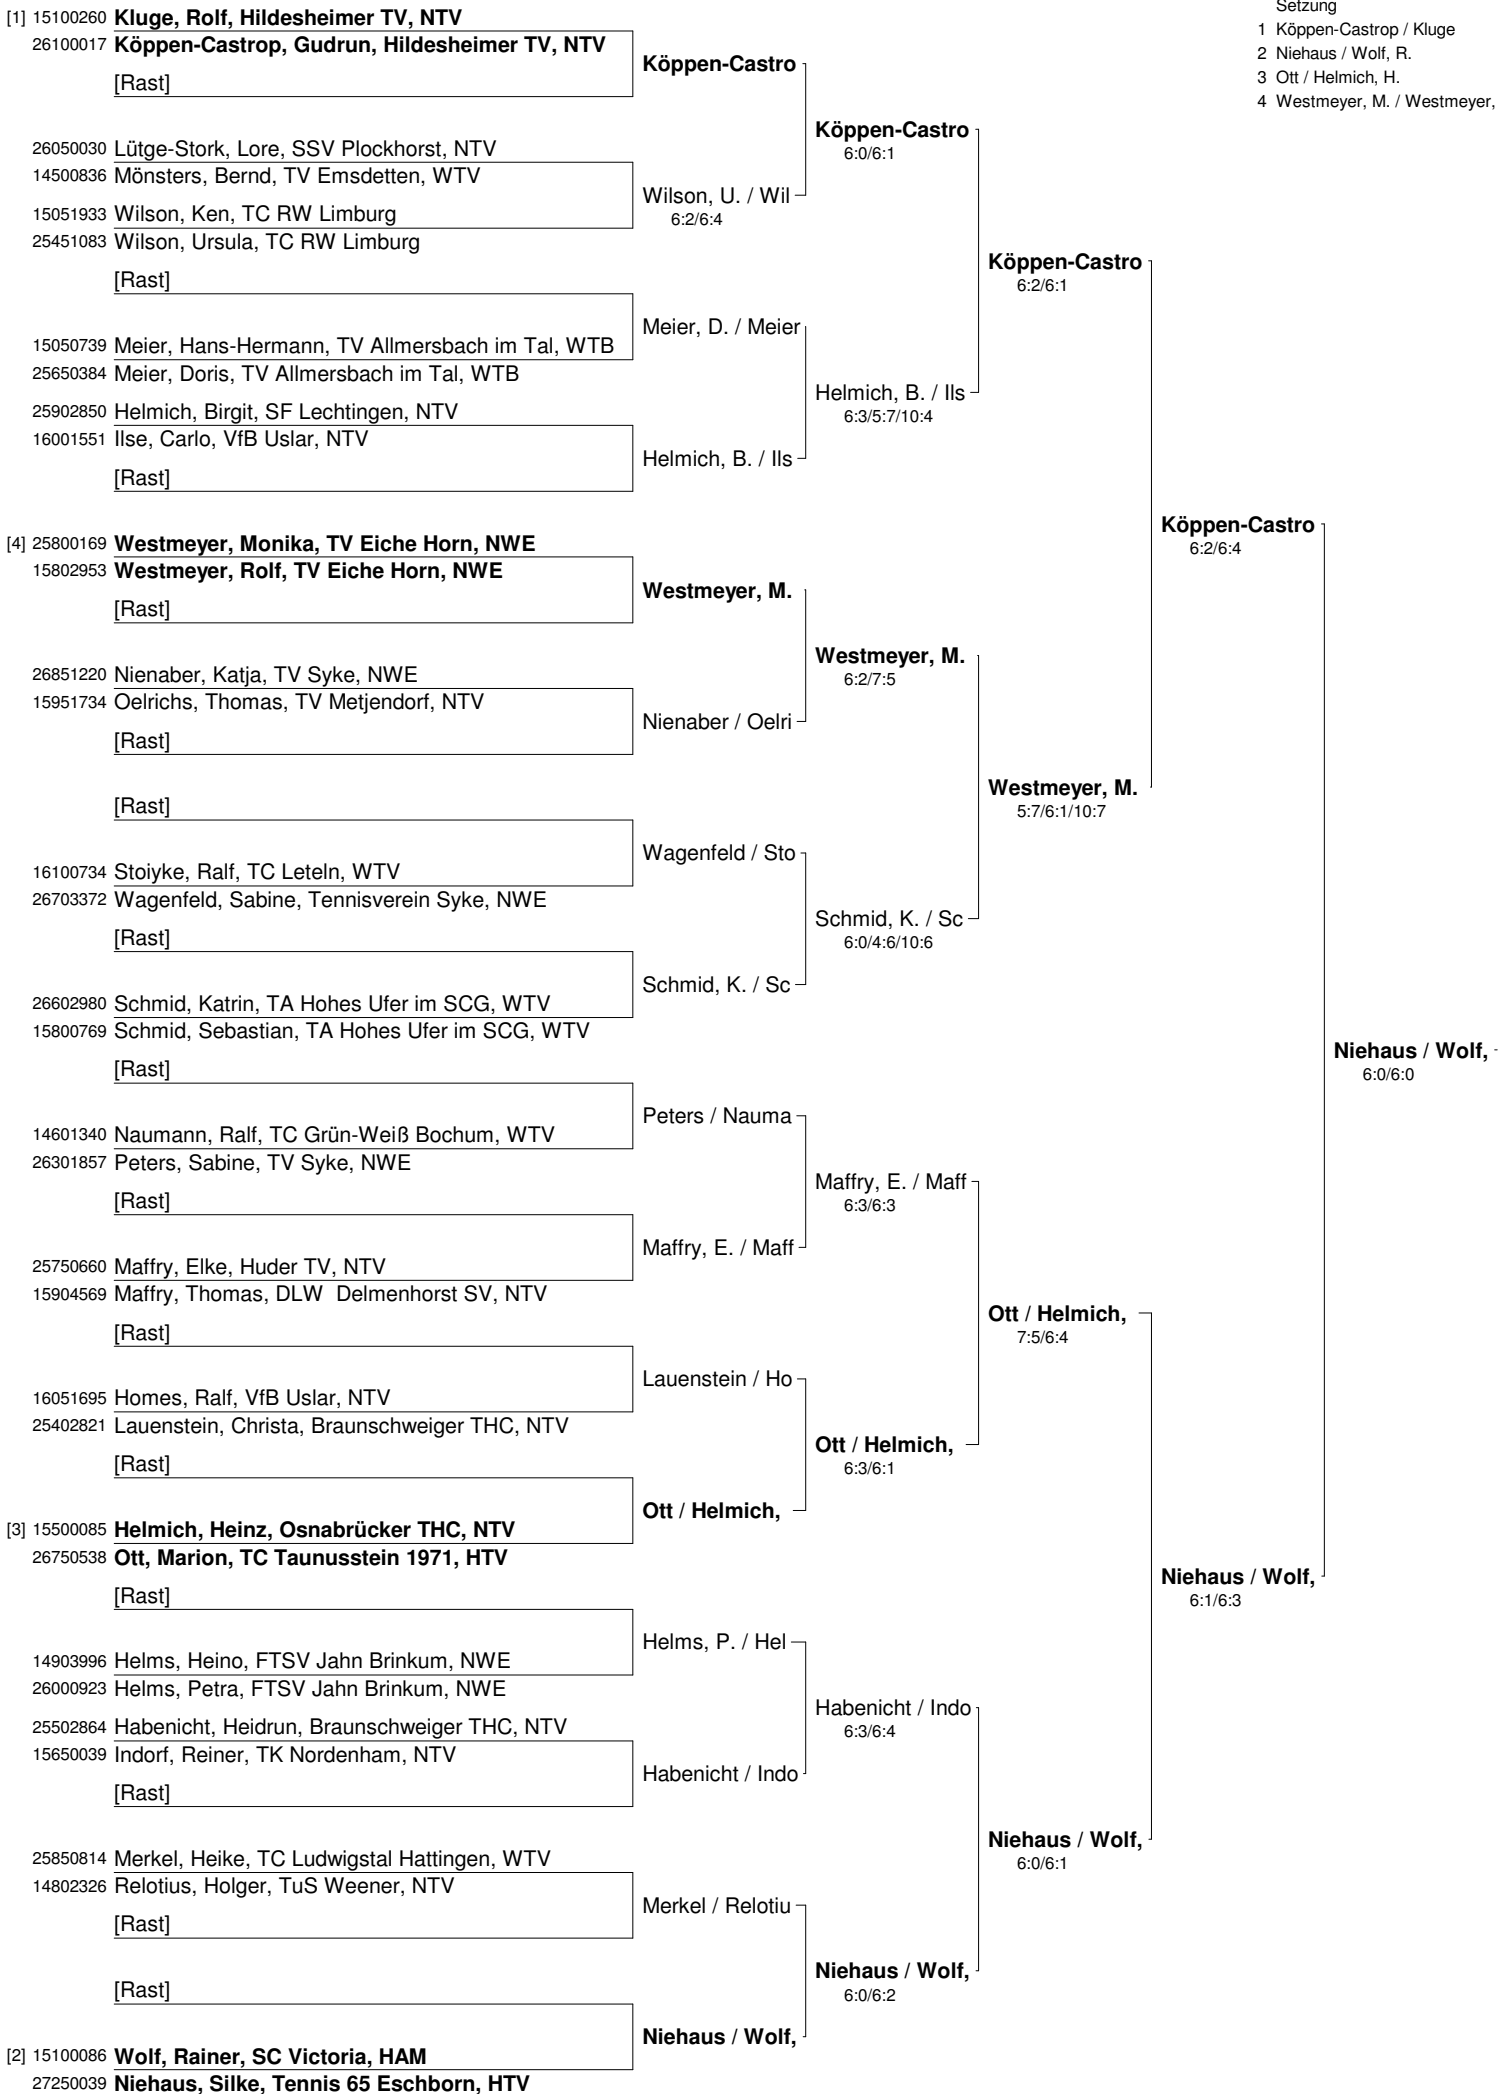 Setzung
1 Köppen-Castrop / Kluge
2 Niehaus / Wolf, R.
3 Ott / Helmich, H.
4 Westmeyer, M. / Westmeyer,
[1] 15100260 Kluge, Rolf, Hildesheimer TV, NTV
26100017 Köppen-Castrop, Gudrun, Hildesheimer TV, NTV
Köppen-Castro
[Rast]
Köppen-Castro
6:0/6:1
26050030 Lütge-Stork, Lore, SSV Plockhorst, NTV
14500836 Mönsters, Bernd, TV Emsdetten, WTV
Wilson, U. / Wil
6:2/6:4
15051933 Wilson, Ken, TC RW Limburg
25451083 Wilson, Ursula, TC RW Limburg
Köppen-Castro
6:2/6:1
[Rast]
Meier, D. / Meier
15050739 Meier, Hans-Hermann, TV Allmersbach im Tal, WTB
25650384 Meier, Doris, TV Allmersbach im Tal, WTB
Helmich, B. / Ils
6:3/5:7/10:4
25902850 Helmich, Birgit, SF Lechtingen, NTV
16001551 Ilse, Carlo, VfB Uslar, NTV
Helmich, B. / Ils
[Rast]
Köppen-Castro
6:2/6:4
[4] 25800169 Westmeyer, Monika, TV Eiche Horn, NWE
15802953 Westmeyer, Rolf, TV Eiche Horn, NWE
Westmeyer, M.
[Rast]
Westmeyer, M.
6:2/7:5
26851220 Nienaber, Katja, TV Syke, NWE
15951734 Oelrichs, Thomas, TV Metjendorf, NTV
Nienaber / Oelri
[Rast]
Westmeyer, M.
5:7/6:1/10:7
[Rast]
Wagenfeld / Sto
16100734 Stoiyke, Ralf, TC Leteln, WTV
26703372 Wagenfeld, Sabine, Tennisverein Syke, NWE
Schmid, K. / Sc
6:0/4:6/10:6
[Rast]
Schmid, K. / Sc
26602980 Schmid, Katrin, TA Hohes Ufer im SCG, WTV
15800769 Schmid, Sebastian, TA Hohes Ufer im SCG, WTV
Niehaus / Wolf,
6:0/6:0
[Rast]
Peters / Nauma
14601340 Naumann, Ralf, TC Grün-Weiß Bochum, WTV
26301857 Peters, Sabine, TV Syke, NWE
Maffry, E. / Maff
6:3/6:3
[Rast]
Maffry, E. / Maff
25750660 Maffry, Elke, Huder TV, NTV
15904569 Maffry, Thomas, DLW Delmenhorst SV, NTV
Ott / Helmich,
7:5/6:4
[Rast]
Lauenstein / Ho
16051695 Homes, Ralf, VfB Uslar, NTV
25402821 Lauenstein, Christa, Braunschweiger THC, NTV
Ott / Helmich,
6:3/6:1
[Rast]
Ott / Helmich,
[3] 15500085 Helmich, Heinz, Osnabrücker THC, NTV
26750538 Ott, Marion, TC Taunusstein 1971, HTV
Niehaus / Wolf,
6:1/6:3
[Rast]
Helms, P. / Hel
14903996 Helms, Heino, FTSV Jahn Brinkum, NWE
26000923 Helms, Petra, FTSV Jahn Brinkum, NWE
Habenicht / Indo
6:3/6:4
25502864 Habenicht, Heidrun, Braunschweiger THC, NTV
15650039 Indorf, Reiner, TK Nordenham, NTV
Habenicht / Indo
[Rast]
Niehaus / Wolf,
6:0/6:1
25850814 Merkel, Heike, TC Ludwigstal Hattingen, WTV
14802326 Relotius, Holger, TuS Weener, NTV
Merkel / Relotiu
[Rast]
Niehaus / Wolf,
6:0/6:2
[Rast]
Niehaus / Wolf,
[2] 15100086 Wolf, Rainer, SC Victoria, HAM
27250039 Niehaus, Silke, Tennis 65 Eschborn, HTV